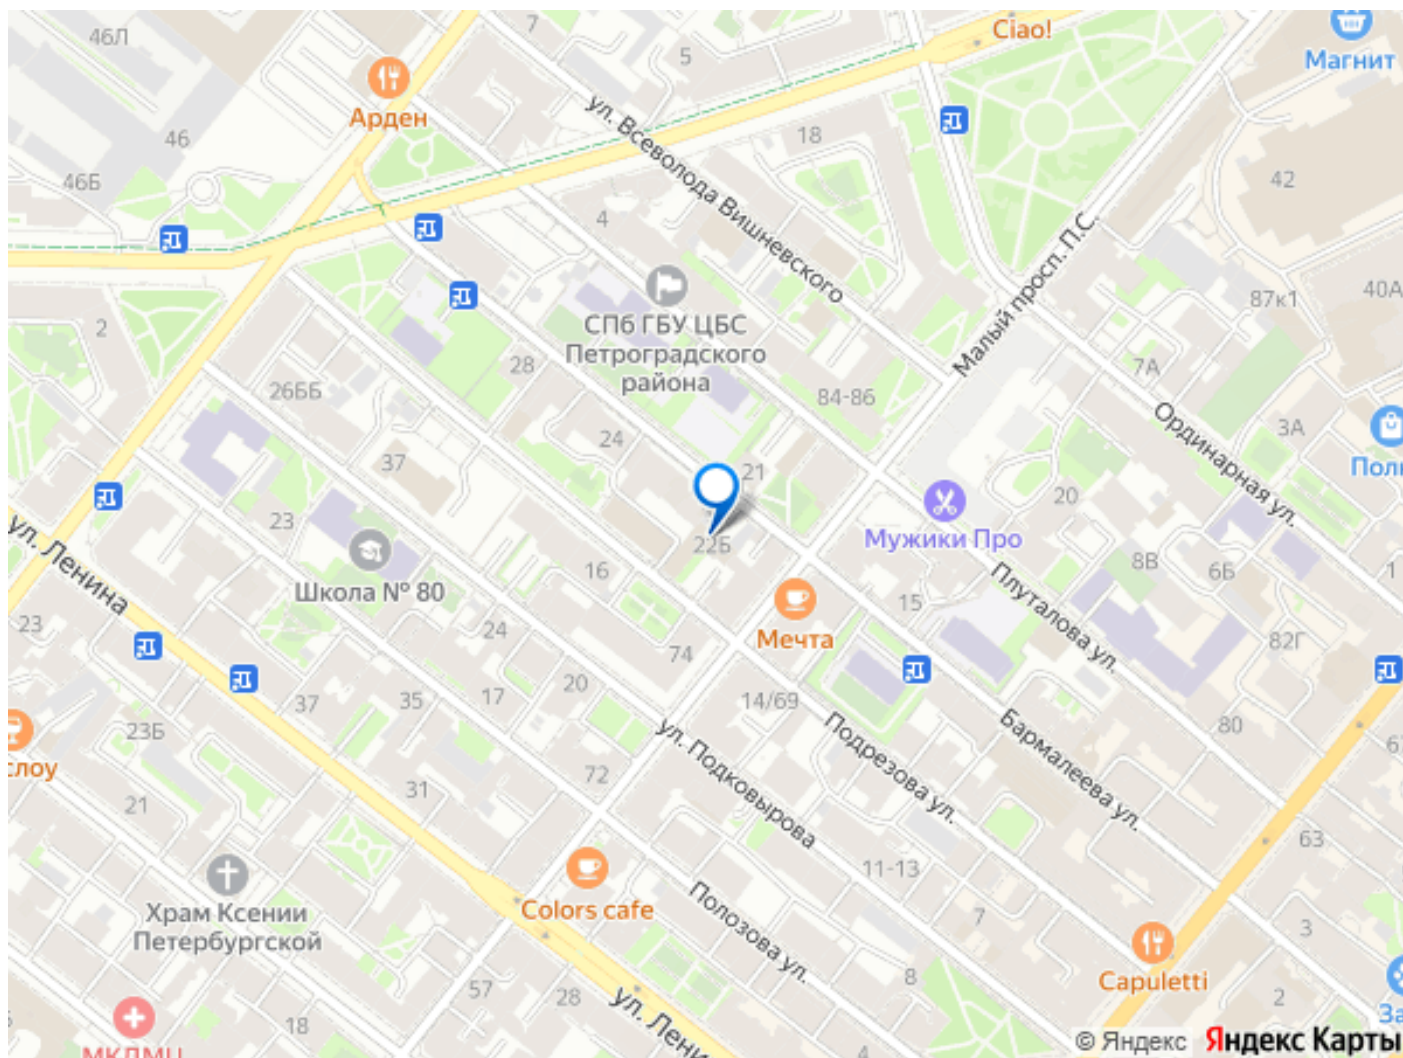 46Л
7
5
Ciao!
Магнит
Арден
46
46Б
ул. Всеволода Вишневского
18
42
4
Малый просп. П.С.
87к1
40А
2
СПб ГБУ ЦБС
Петроградского
района
28
26ББ
84-86
7А
Ординарная ул.
3А
24
37
21
20
23
Мужики Про
22Б
16
Школа № 80
ул. Ленина
8В
6Б
1
Плуталова ул.
15
23
24
Мечта
82Г
74
20
17
35
37
14/69
23Б
слоу
80
Бармалеева ул.
Подрезова ул.
ул. Подковырова
72
31
21
63
11-13
Храм Ксении
Петербургской
Colors cafe
Полозова ул.
7
3
8
Capuletti
57
28
ул. Лени
2
18
4
© Яндекс
Яндекс Карты